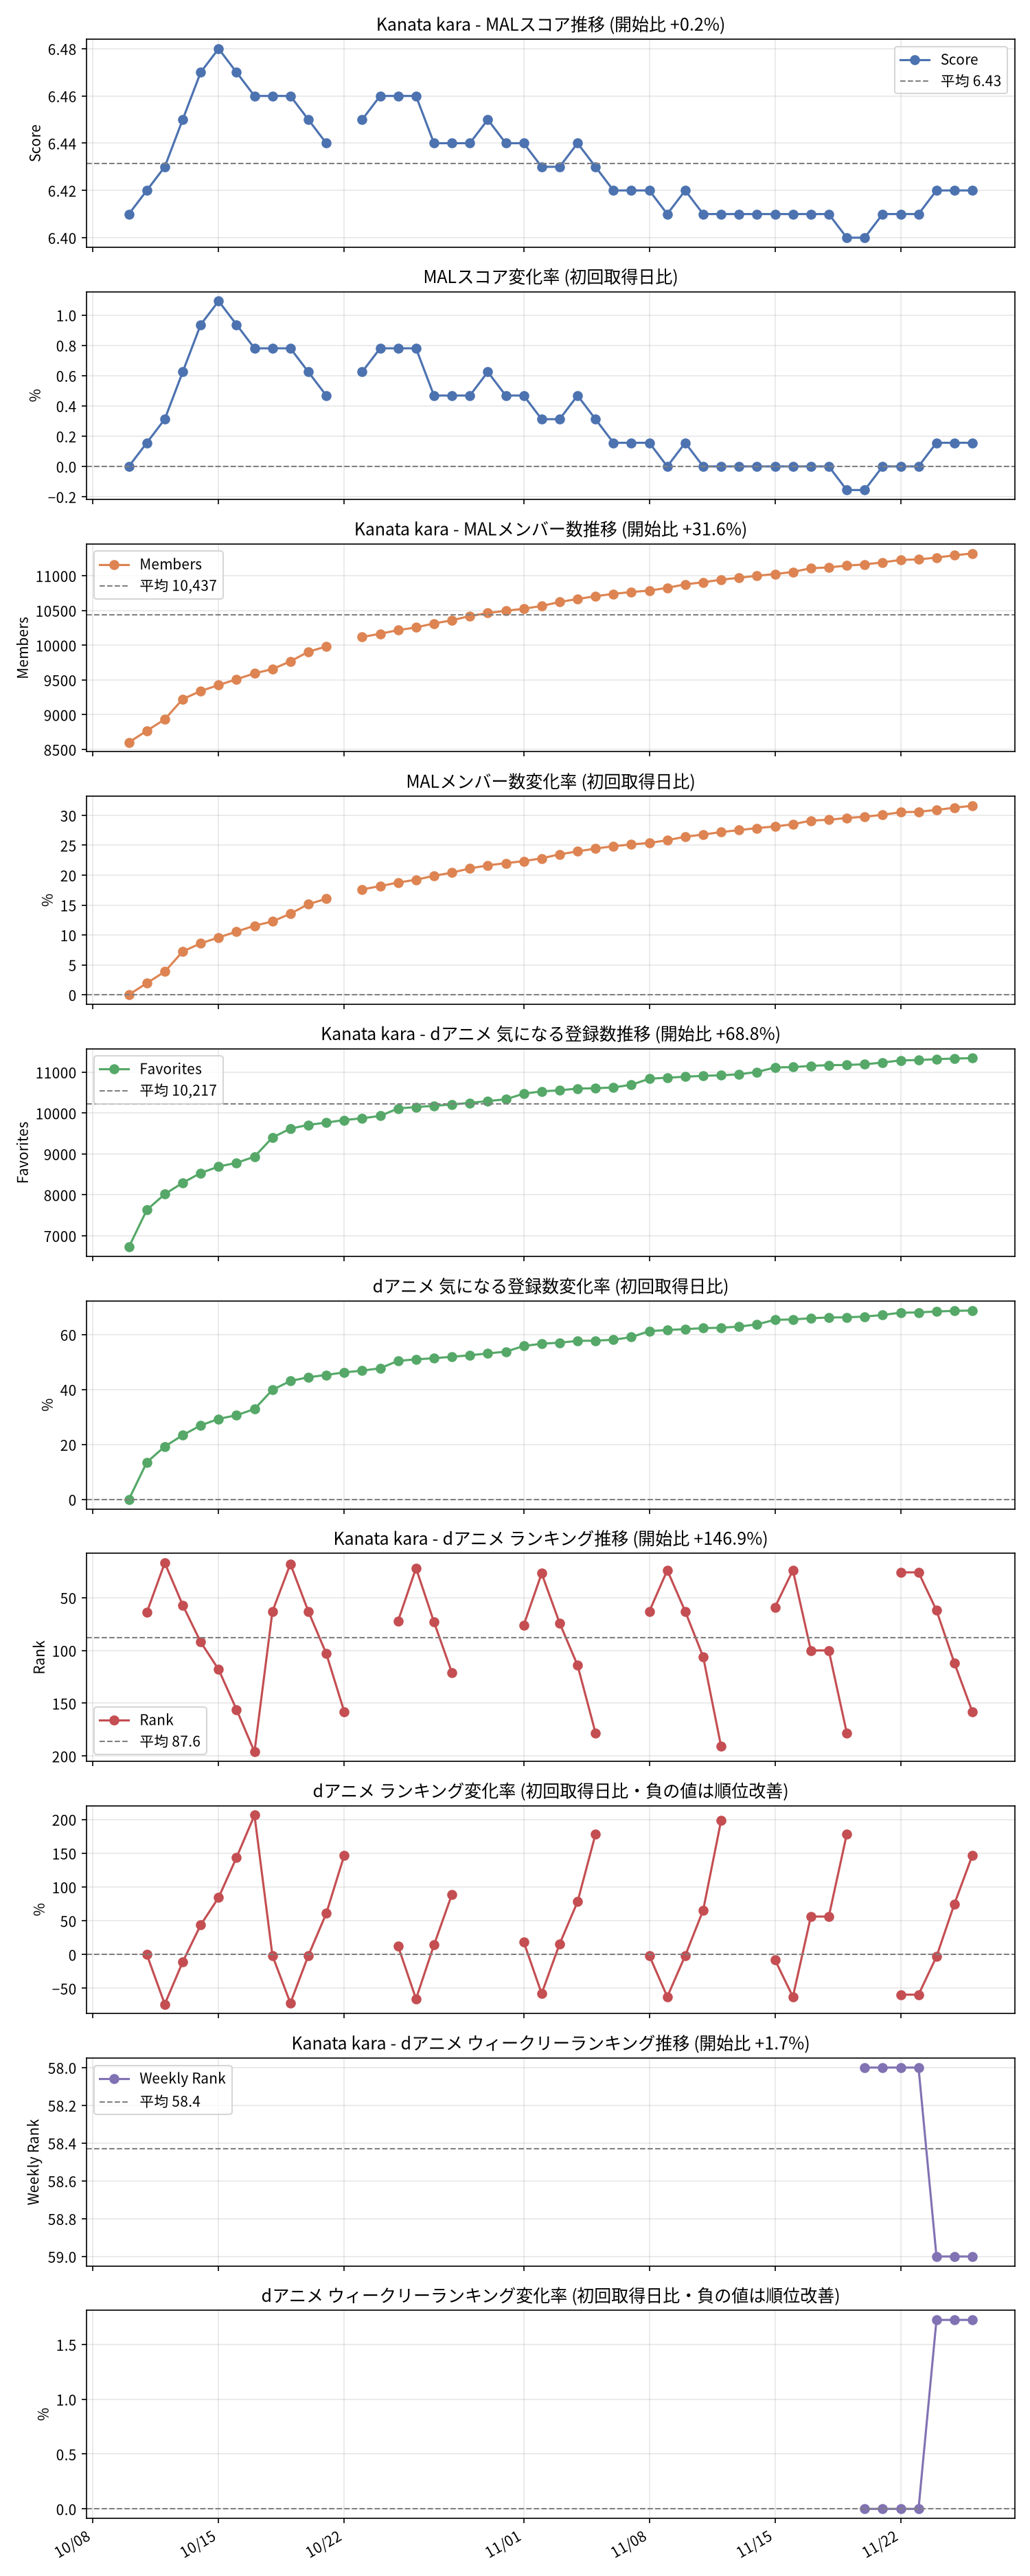 Kanata kara - MALスコア推移 (開始比 +0.2%)
Score
6.48
6.46
6.44
6.42
6.40
Score
平均 6.43
MALスコア変化率 (初回取得日比)
%
1.0
0.8
0.6
0.4
0.2
0.0
−0.2
Kanata kara - MALメンバー数推移 (開始比 +31.6%)
Members
11000
10500
10000
9500
9000
8500
Members
平均 10,437
MALメンバー数変化率 (初回取得日比)
%
30
25
20
15
10
5
0
Kanata kara - dアニメ 気になる登録数推移 (開始比 +68.8%)
Favorites
11000
10000
9000
8000
7000
Favorites
平均 10,217
dアニメ 気になる登録数変化率 (初回取得日比)
%
60
40
20
0
Kanata kara - dアニメ ランキング推移 (開始比 +146.9%)
Rank
50
100
150
200
Rank
平均 87.6
dアニメ ランキング変化率 (初回取得日比・負の値は順位改善)
%
200
150
100
50
0
−50
Kanata kara - dアニメ ウィークリーランキング推移 (開始比 +1.7%)
Weekly Rank
58.0
58.2
58.4
58.6
58.8
59.0
Weekly Rank
平均 58.4
dアニメ ウィークリーランキング変化率 (初回取得日比・負の値は順位改善)
%
1.5
1.0
0.5
0.0
10/08
10/15
10/22
11/01
11/08
11/15
11/22